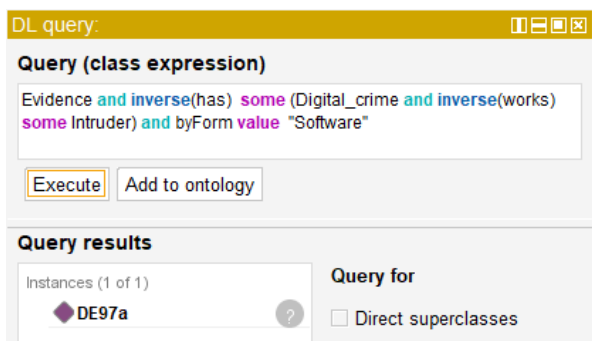 DL query:
Query (class expression)
Evidence and inverse(has)  some (Digital_crime and inverse(works)
some Intruder) and byForm value  "Software"
Execute Add to ontology
Query results
Instances (1 of 1)
Query for
DE97a ?
Direct superclasses